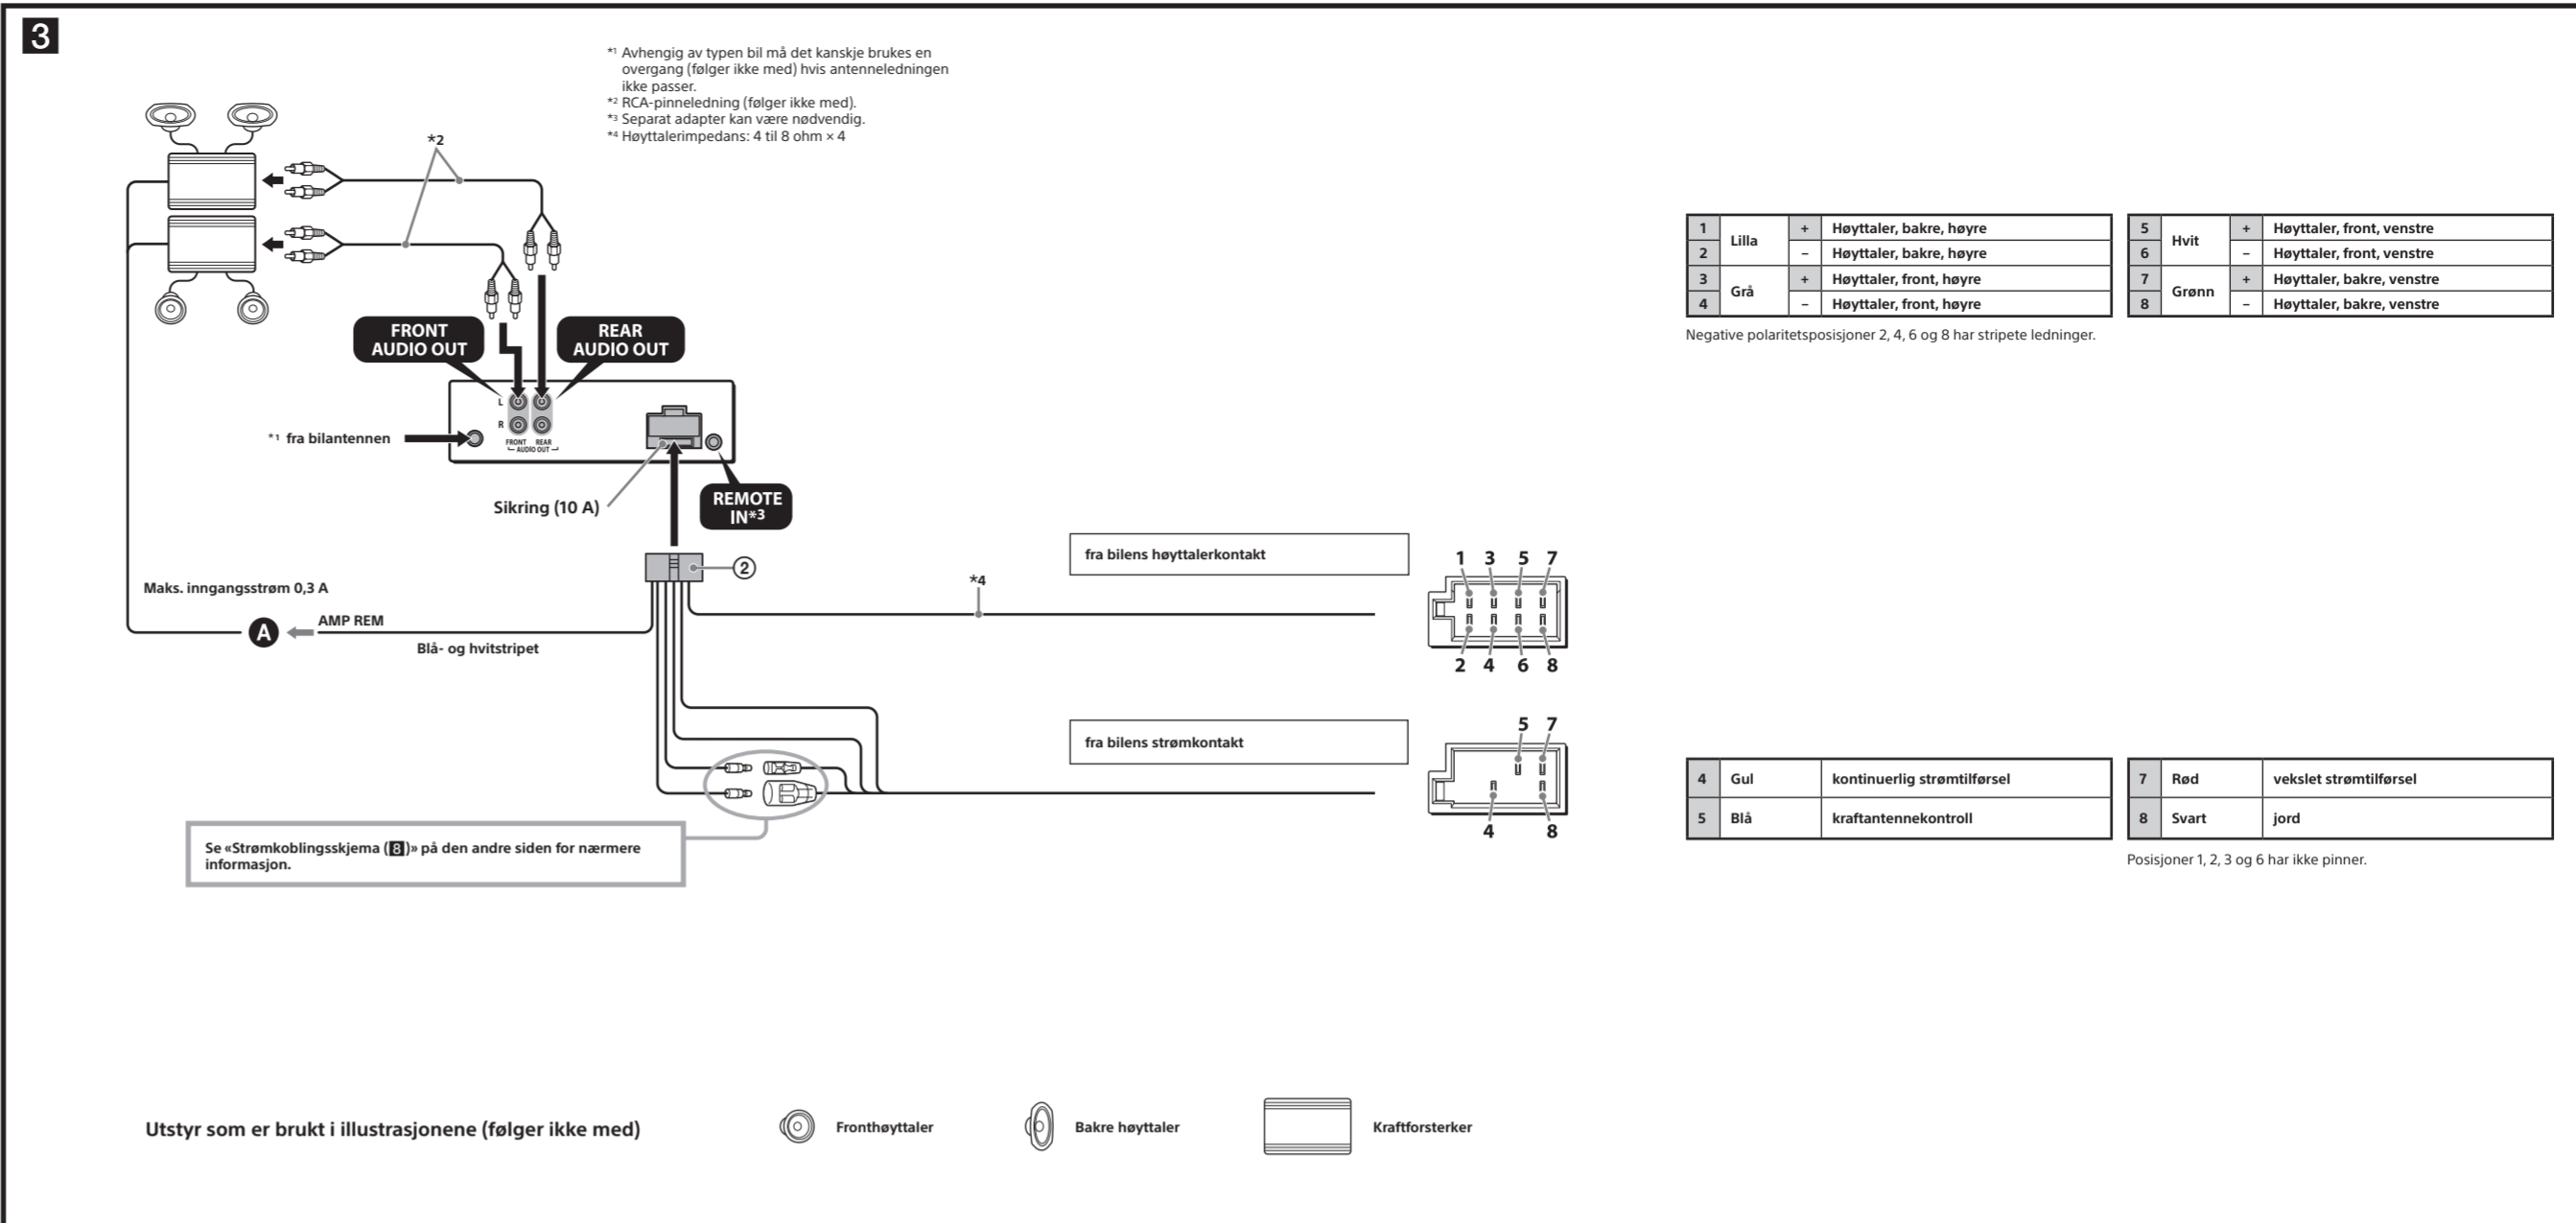 3
*1 Avhengig av typen bil må det kanskje brukes en
overgang (følger ikke med) hvis antenneledningen
ikke passer.
*2 RCA-pinneledning (følger ikke med).
*3 Separat adapter kan være nødvendig.
*4 Høyttalerimpedans: 4 til 8 ohm × 4
*2
FRONT
AUDIO OUT
REAR
AUDIO OUT
L
R
FRONT REAR
AUDIO OUT
*1 fra bilantennen
Sikring (10 A)
REMOTE
IN*3
2
Maks. inngangsstrøm 0,3 A
A
AMP REM
Blå- og hvitstripet
*4
fra bilens høyttalerkontakt
1 3 5 7
2 4 6 8
1 Lilla + Høyttaler, bakre, høyre
2 – Høyttaler, bakre, høyre
3 Grå + Høyttaler, front, høyre
4 – Høyttaler, front, høyre
5 Hvit + Høyttaler, front, venstre
6 – Høyttaler, front, venstre
7 Grønn + Høyttaler, bakre, venstre
8 – Høyttaler, bakre, venstre
Negative polaritetsposisjoner 2, 4, 6 og 8 har stripete ledninger.
fra bilens strømkontakt
5 7
4 8
4 Gul kontinuerlig strømtilførsel
5 Blå kraftantennekontroll
7 Rød vekslet strømtilførsel
8 Svart jord
Posisjoner 1, 2, 3 og 6 har ikke pinner.
Se «Strømkoblingsskjema (8)» på den andre siden for nærmere
informasjon.
Utstyr som er brukt i illustrasjonene (følger ikke med)
Fronthøyttaler
Bakre høyttaler
Kraftforsterker